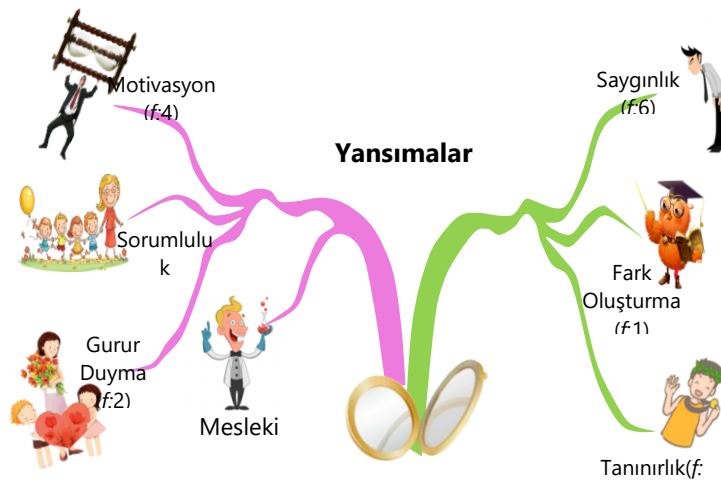 Yansımalar
Motivasyon
(f:4)
Sorumlulu
k
Gurur
Duyma
(f:2)
Mesleki
Saygınlık
(f:6)
Fark
Oluşturma
(f:1)
Tanınırlık(f: